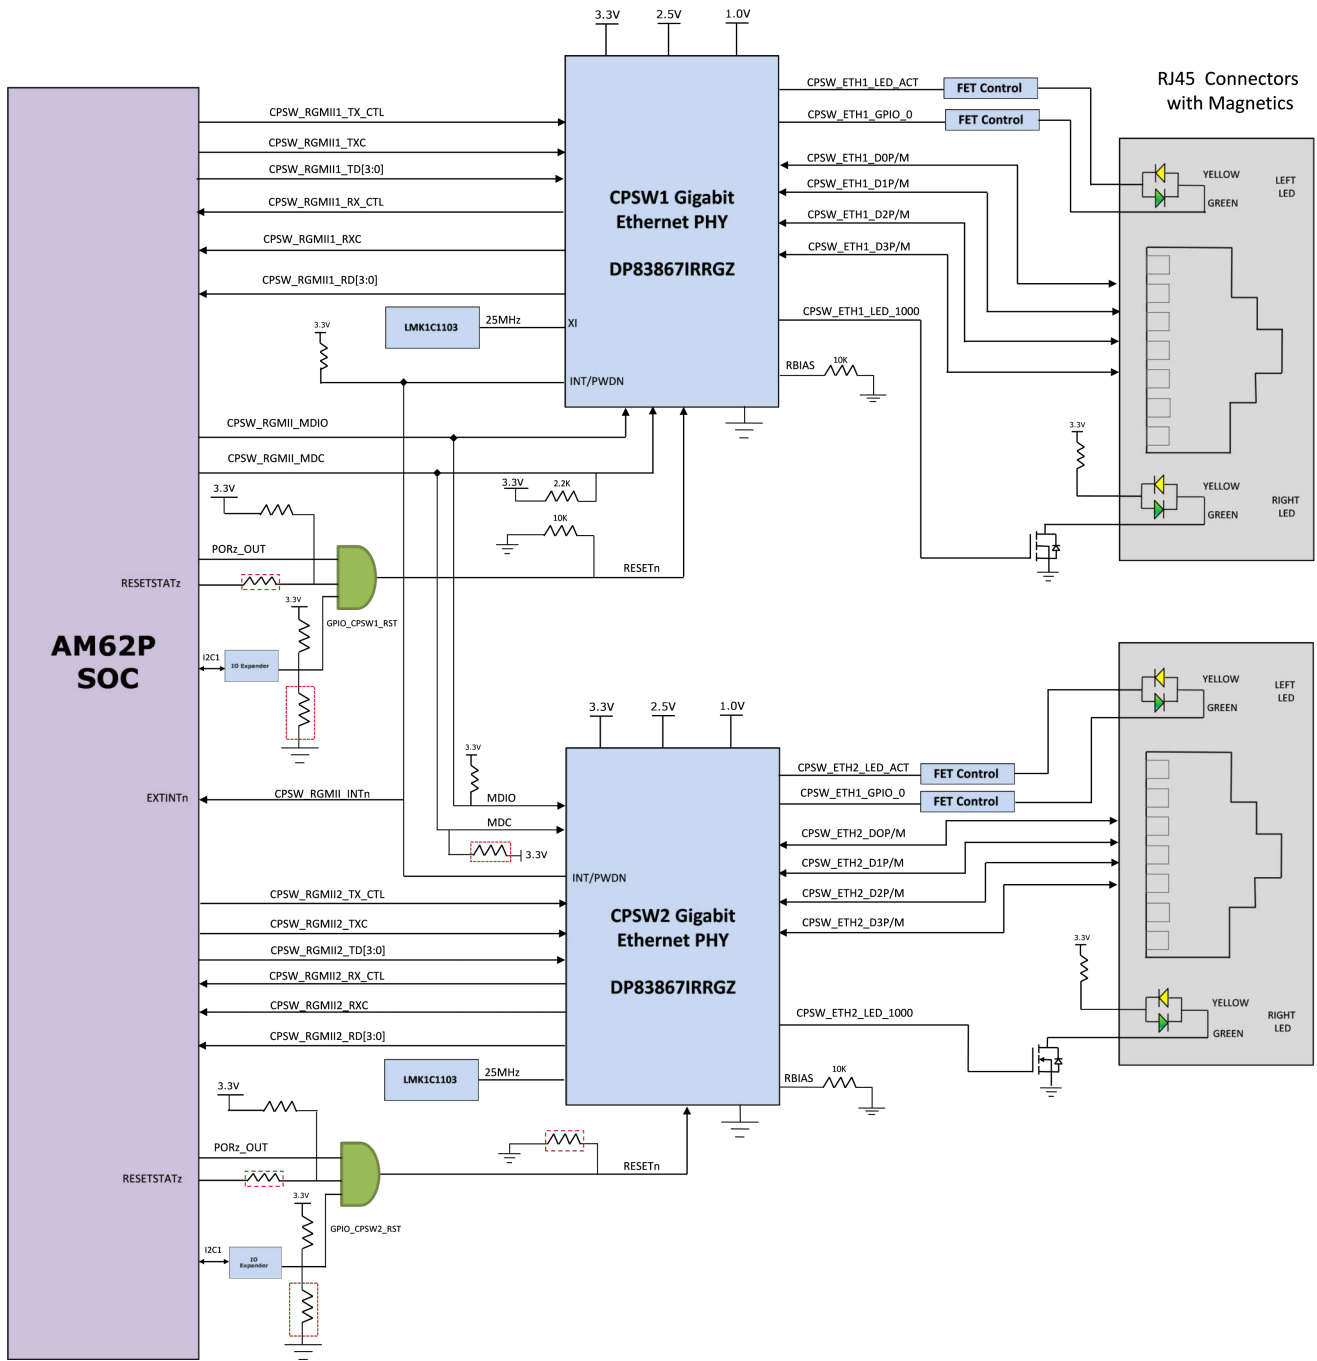 3.3V
2.5V
1.0V
RJ45 Connectors
with Magnetics
CPSW_ETH1_LED_ACT
FET Control
CPSW_ETH1_GPIO_0
FET Control
CPSW_RGMII1_TX_CTL
CPSW_RGMII1_TXC
CPSW_RGMII1_TD[3:0]
CPSW_RGMII1_RX_CTL
CPSW_RGMII1_RXC
CPSW_RGMII1_RD[3:0]
CPSW1 Gigabit
Ethernet PHY
DP83867IRRGZ
CPSW_ETH1_D0P/M
CPSW_ETH1_D1P/M
CPSW_ETH1_D2P/M
CPSW_ETH1_D3P/M
YELLOW
GREEN
LEFT
LED
LMK1C1103
25MHz
XI
3.3V
INT/PWDN
CPSW_ETH1_LED_1000
RBIAS
10K
CPSW_RGMII_MDIO
CPSW_RGMII_MDC
3.3V
2.2K
10K
3.3V
YELLOW
GREEN
RIGHT
LED
3.3V
PORz_OUT
RESETSTATz
RESETn
3.3V
GPIO_CPSW1_RST
I2C1
IO Expander
AM62P
SOC
3.3V
2.5V
1.0V
3.3V
EXTINTn
CPSW_RGMII_INTn
MDIO
MDC
3.3V
INT/PWDN
CPSW_ETH2_LED_ACT
FET Control
CPSW_ETH1_GPIO_0
FET Control
YELLOW
GREEN
LEFT
LED
CPSW_ETH2_DOP/M
CPSW_ETH2_D1P/M
CPSW_ETH2_D2P/M
CPSW_ETH2_D3P/M
CPSW_RGMII2_TX_CTL
CPSW_RGMII2_TXC
CPSW_RGMII2_TD[3:0]
CPSW_RGMII2_RX_CTL
CPSW_RGMII2_RXC
CPSW_RGMII2_RD[3:0]
CPSW2 Gigabit
Ethernet PHY
DP83867IRRGZ
3.3V
CPSW_ETH2_LED_1000
YELLOW
GREEN
RIGHT
LED
LMK1C1103
25MHz
RBIAS
10K
3.3V
PORz_OUT
RESETSTATz
RESETn
3.3V
GPIO_CPSW2_RST
I2C1
IO
Expander